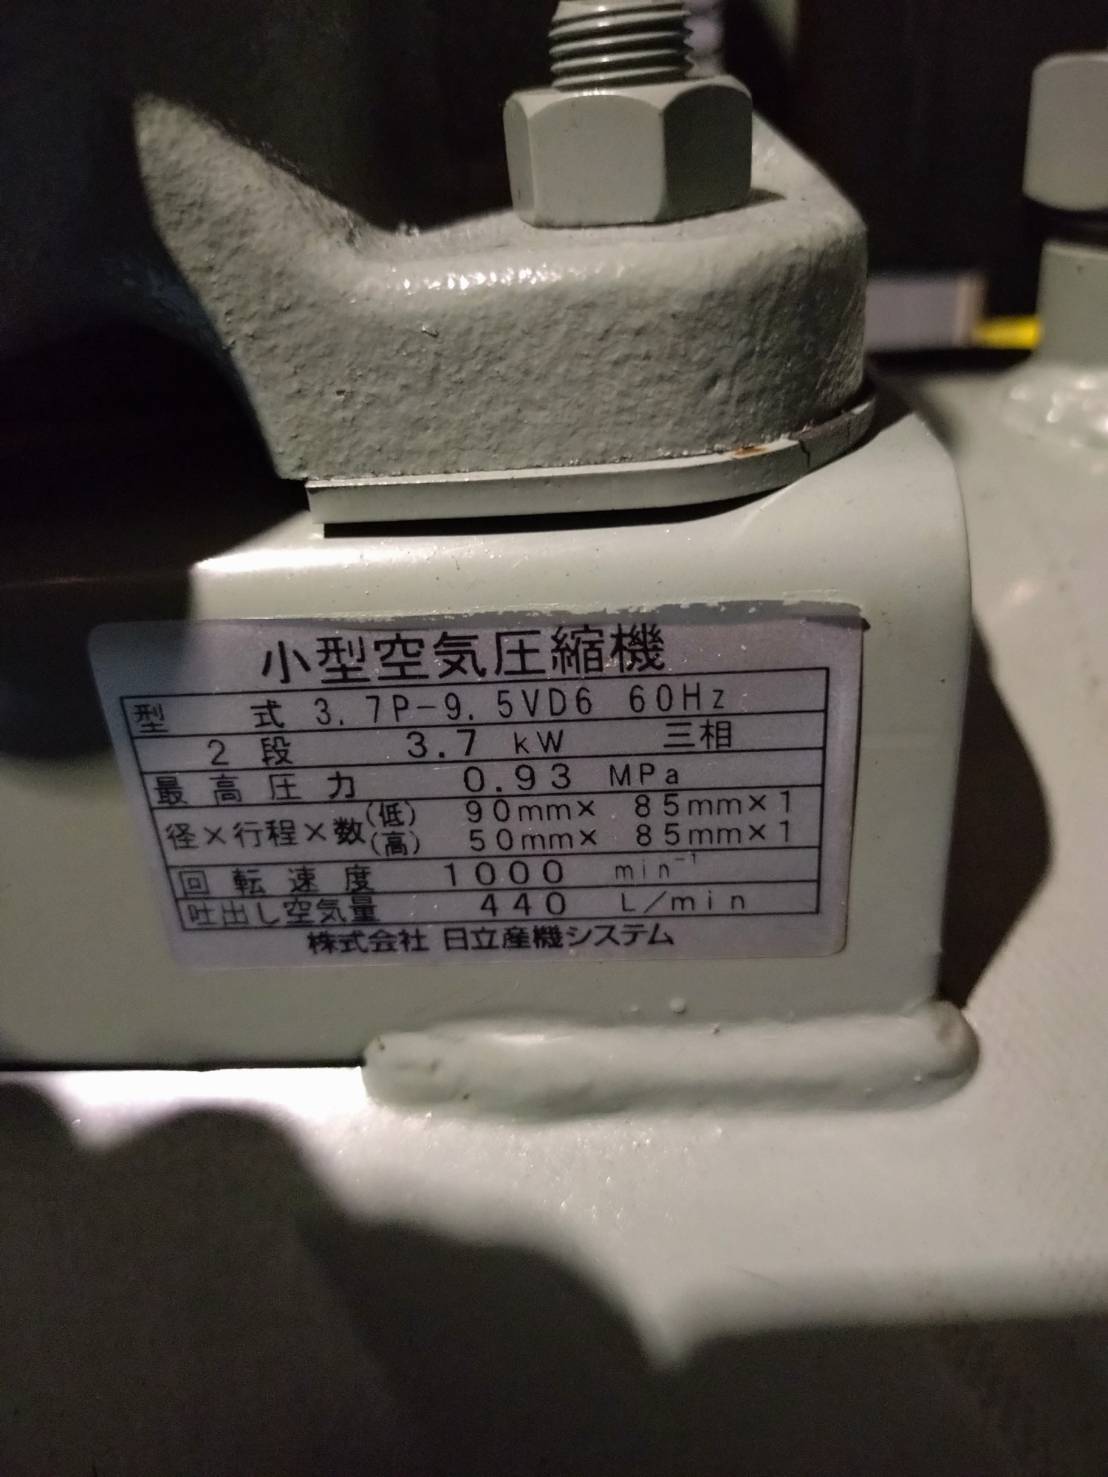 小型空気圧縮機
型式 3.7P-9.5VD6 60Hz
2段 3.7 kW 三相
最高圧力 0.93 MPa
径×行程×数 (低) 90mm× 85mm×1
(高) 50mm× 85mm×1
回転速度 1000 min⁻¹
吐出し空気量 440 L/min
株式会社 日立産機システム